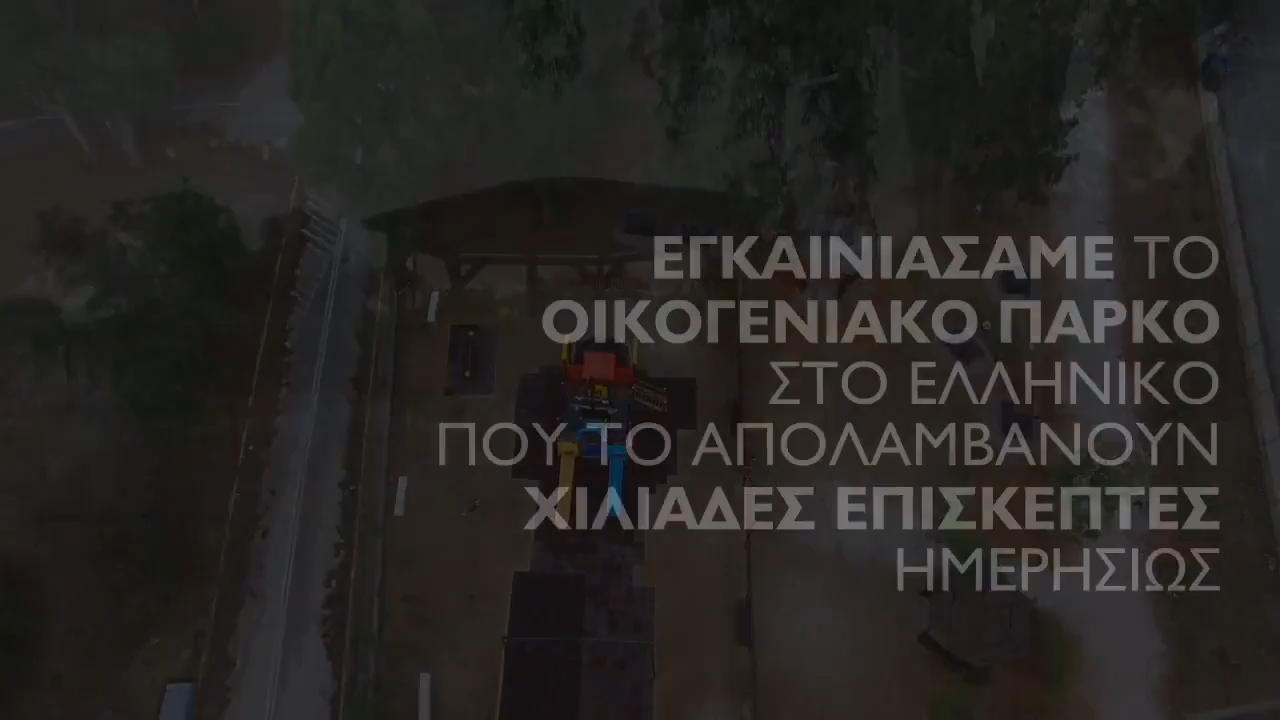 ΕΓΚΑΙΝΙΑΣΑΜΕ ΤΟ
ΟΙΚΟΓΕΝΙΑΚΟ ΠΑΡΚΟ
ΣΤΟ ΕΛΛΗΝΙΚΟ
ΠΟΥ ΤΟ ΑΠΟΛΑΜΒΑΝΟΥΝ
ΧΙΛΙΑΔΕΣ ΕΠΙΣΚΕΠΤΕΣ
ΗΜΕΡΗΣΙΩΣ